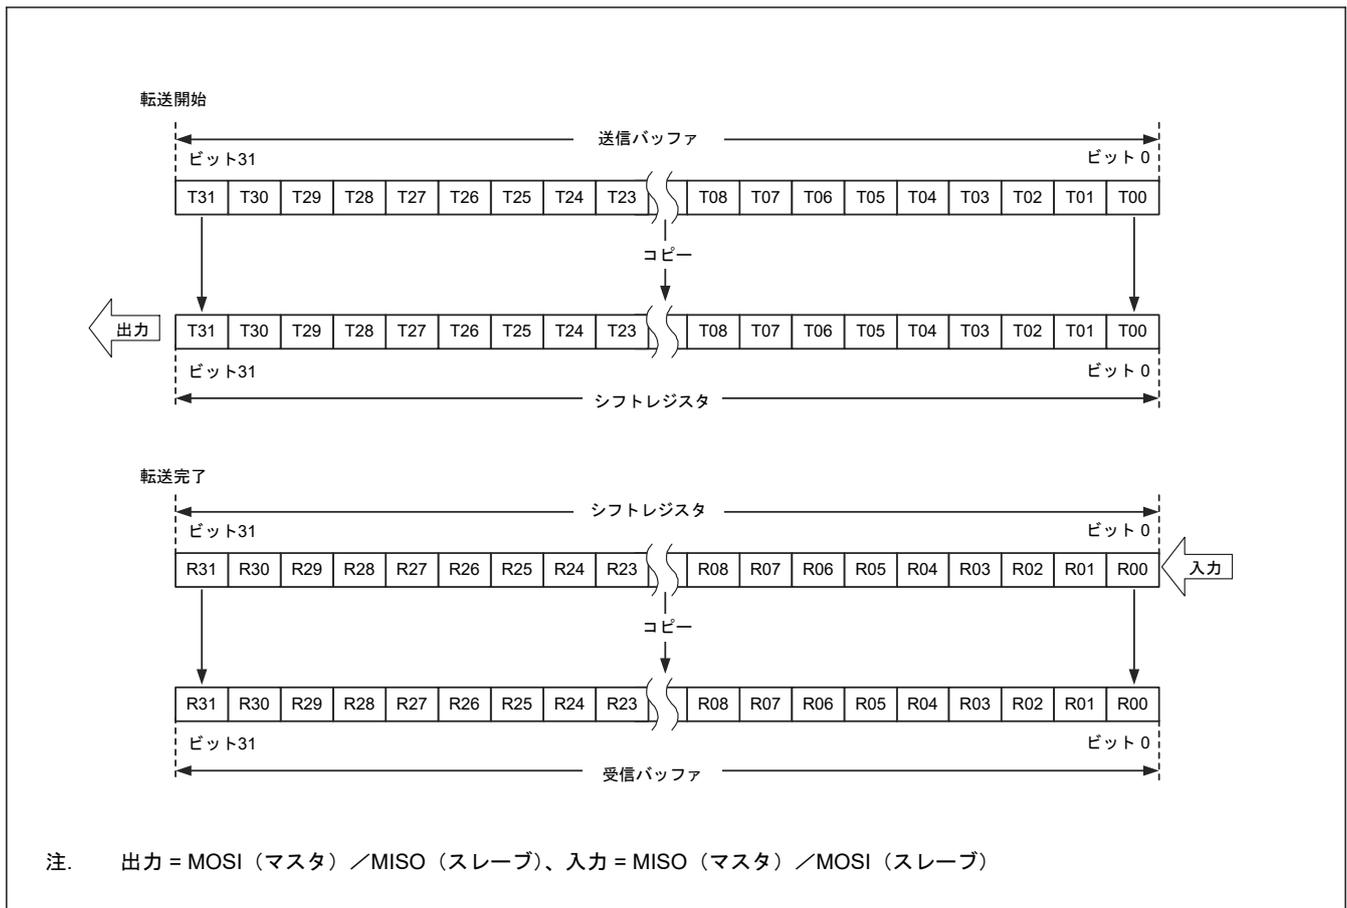 転送開始
送信バッファ
ビット31 ビット 0
T31 T30 T29 T28 T27 T26 T25 T24 T23 T08 T07 T06 T05 T04 T03 T02 T01 T00
コピー
出力 T31 T30 T29 T28 T27 T26 T25 T24 T23 T08 T07 T06 T05 T04 T03 T02 T01 T00
ビット31 ビット 0
シフトレジスタ
転送完了
シフトレジスタ
ビット31 ビット 0
R31 R30 R29 R28 R27 R26 R25 R24 R23 R08 R07 R06 R05 R04 R03 R02 R01 R00 入力
コピー
R31 R30 R29 R28 R27 R26 R25 R24 R23 R08 R07 R06 R05 R04 R03 R02 R01 R00
ビット31 ビット 0
受信バッファ
注. 出力 = MOSI（マスタ）／MISO（スレーブ）、入力 = MISO（マスタ）／MOSI（スレーブ）